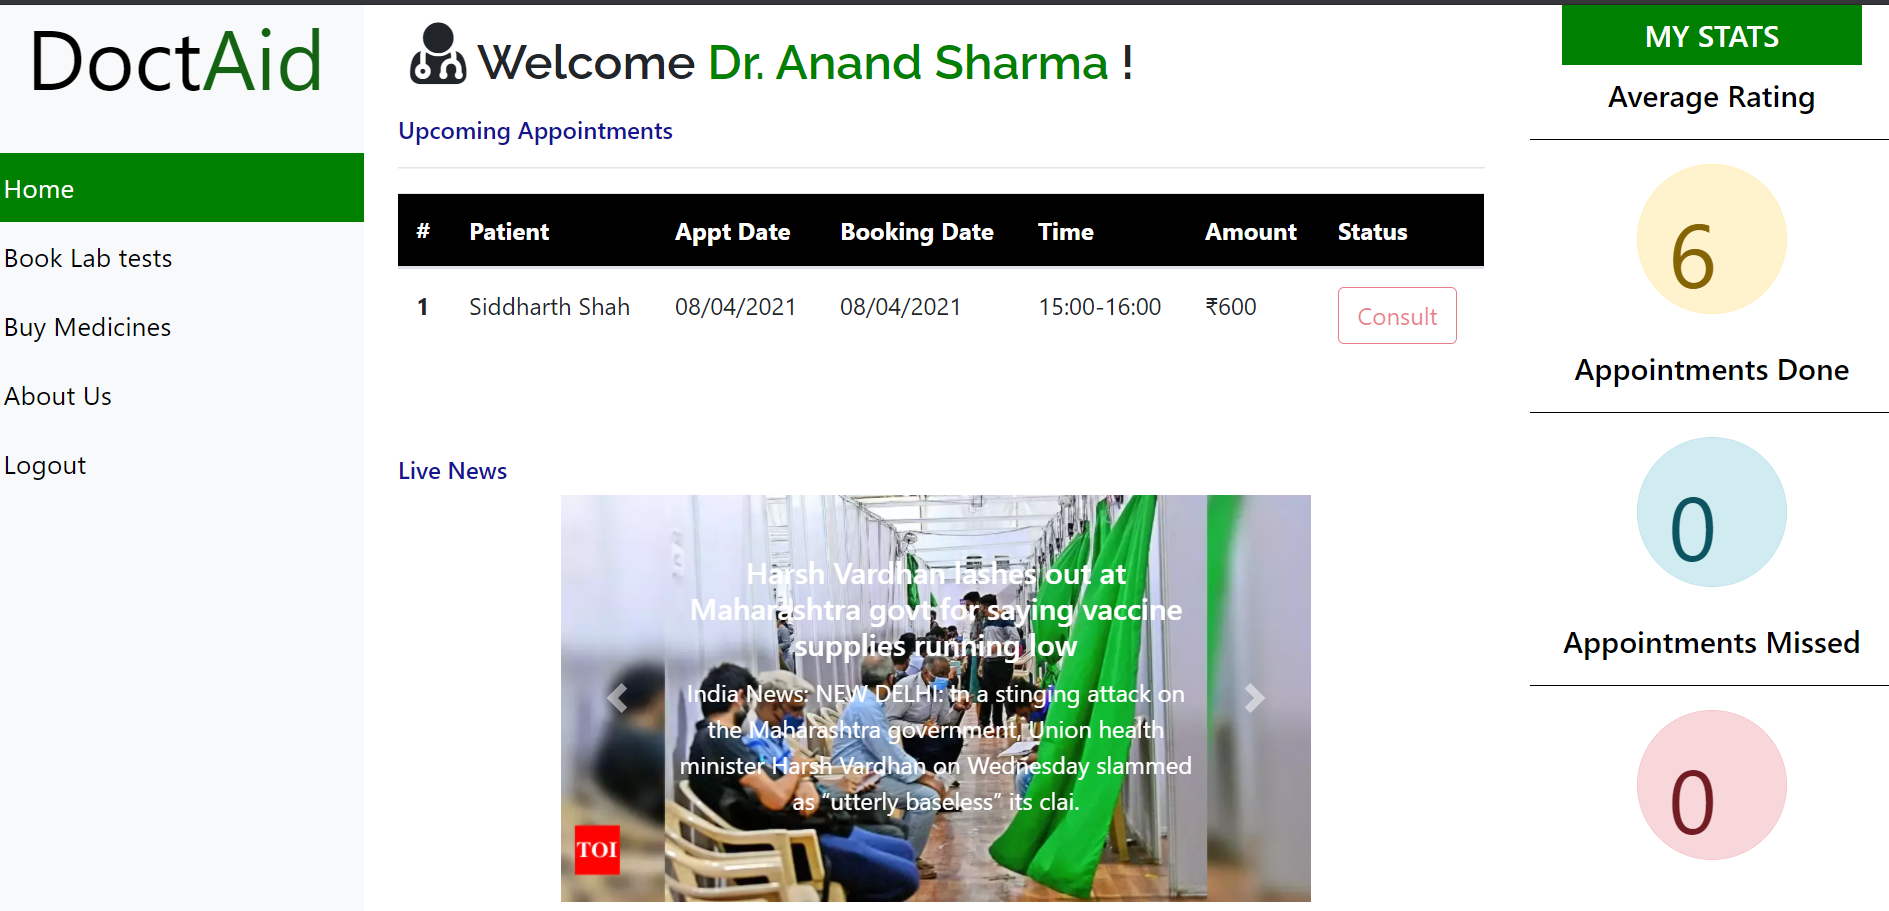 DoctAid
Home
Book Lab tests
Buy Medicines
About Us
Logout
Welcome Dr. Anand Sharma !
Upcoming Appointments
# Patient Appt Date Booking Date Time Amount Status
1 Siddharth Shah 08/04/2021 08/04/2021 15:00-16:00 ₹600 Consult
Live News
Harsh Vardhan lashes out at
Maharashtra govt for saying vaccine
supplies running low
India News: NEW DELHI: In a stinging attack on
the Maharashtra government, Union health
minister Harsh Vardhan on Wednesday slammed
as “utterly baseless” its clai.
TOI
MY STATS
Average Rating
6
Appointments Done
0
Appointments Missed
0